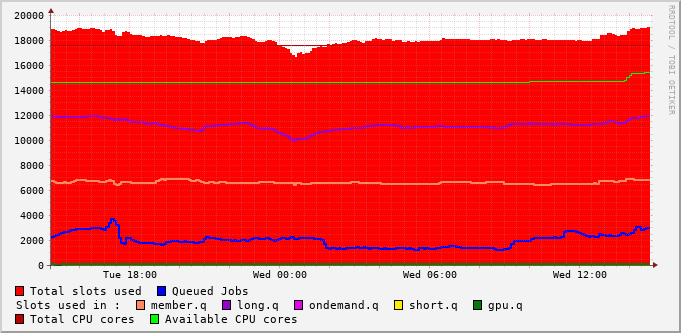 20000
18000
16000
14000
12000
10000
8000
6000
4000
2000
0
Tue 18:00 Wed 00:00 Wed 06:00 Wed 12:00
RRDTOOL / TOBI OETIKER
Total slots used Queued Jobs
Slots used in : member.q long.q ondemand.q short.q gpu.q
Total CPU cores Available CPU cores